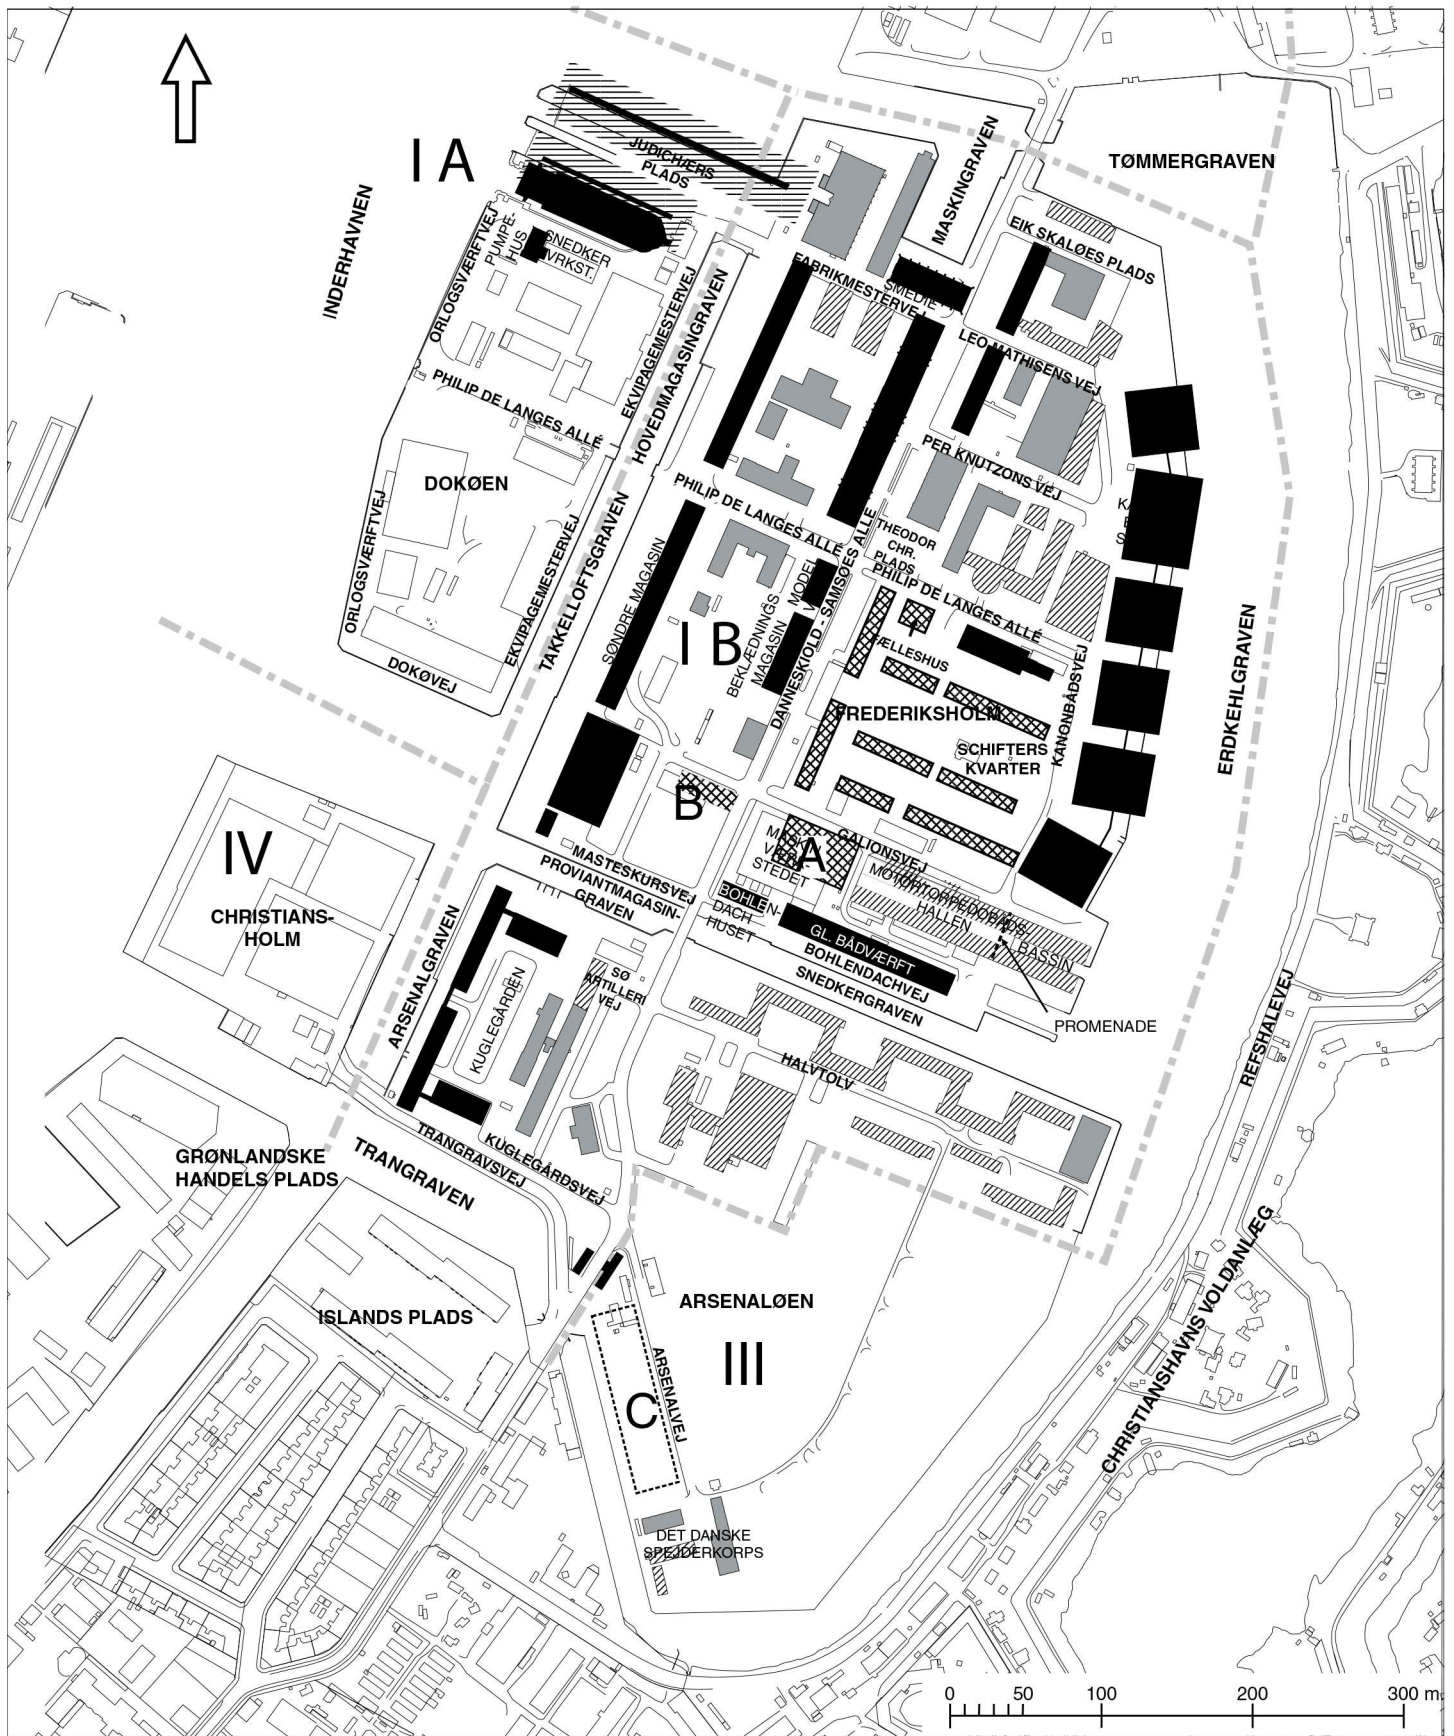 I A
JUDICHÆRS
PLADS
MASKINGRAVEN
TØMMERGRAVEN
INDERHAVNEN
ORLOGSVÆRFTVEJ
PUMPE-
HUS
SNEDKER
VRKST.
EIK SKALØES PLADS
FABRIKMESTERVEJ
SMEDIE
EKVIPAGEMESTERVEJ
HOVEDMAGASINGRAVEN
LEO MATHISENS VEJ
PHILIP DE LANGES ALLÉ
DOKØEN
PER KNUTZONS VEJ
PHILIP DE LANGES ALLÉ
ORLOGSVÆRFTVEJ
EKVIPAGEMESTERVEJ
TAKKELLOFTSGRAVEN
SØNDRE MAGASIN
THEODOR
CHR.
PLADS
PHILIP DE LANGES ALLÉ
MODEL
I B
BEKLÆDNINGS
MAGASIN
DANNESKIOLD - SAMSØES ALLÉ
FÆLLESHUS
DOKØVEJ
FREDERIKSHOLM
SCHIFTERS
KVARTER
KANONBÅDSVEJ
ERDKEHLGRAVEN
B
A
GALIONSVEJ
STEDET
IV
CHRISTIANS-
HOLM
MASTEKURSVEJ
PROVIANTMAGASIN-
GRAVEN
BOHLEN-
DACH
HUSET
MOTORTORPEDOBÅDS-
HALLEN
BASSIN
GL. BÅDVÆRFT
BOHLENDACHVEJ
SNEDKERGRAVEN
PROMENADE
ARSENALGRAVEN
KUGLEGÅRDEN
SØ
ARTILLERI
VEJ
HALVTOLV
REFSHALEVEJ
GRØNLANDSKE
HANDELS PLADS
TRANGRAVEN
TRANGRAVSVEJ
KUGLEGÅRDSVEJ
ISLANDS PLADS
ARSENALØEN
III
ARSENALVEJ
C
CHRISTIANSHAVNS VOLDANLÆG
DET DANSKE
SPEJDERKORPS
0 50 100 200 300 m.